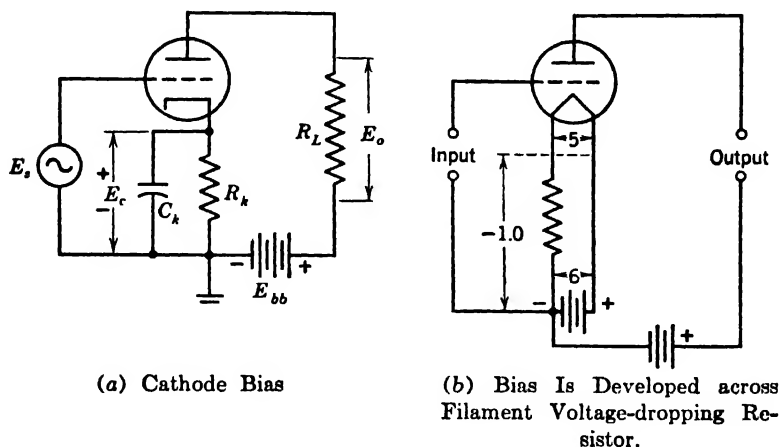 E_s
+
E_c
−
C_k
R_k
R_L
E_o
− +
E_bb
(a) Cathode Bias
Input
5
Output
−1.0
6
− +
+
(b) Bias Is Developed across
Filament Voltage-dropping Re-
sistor.